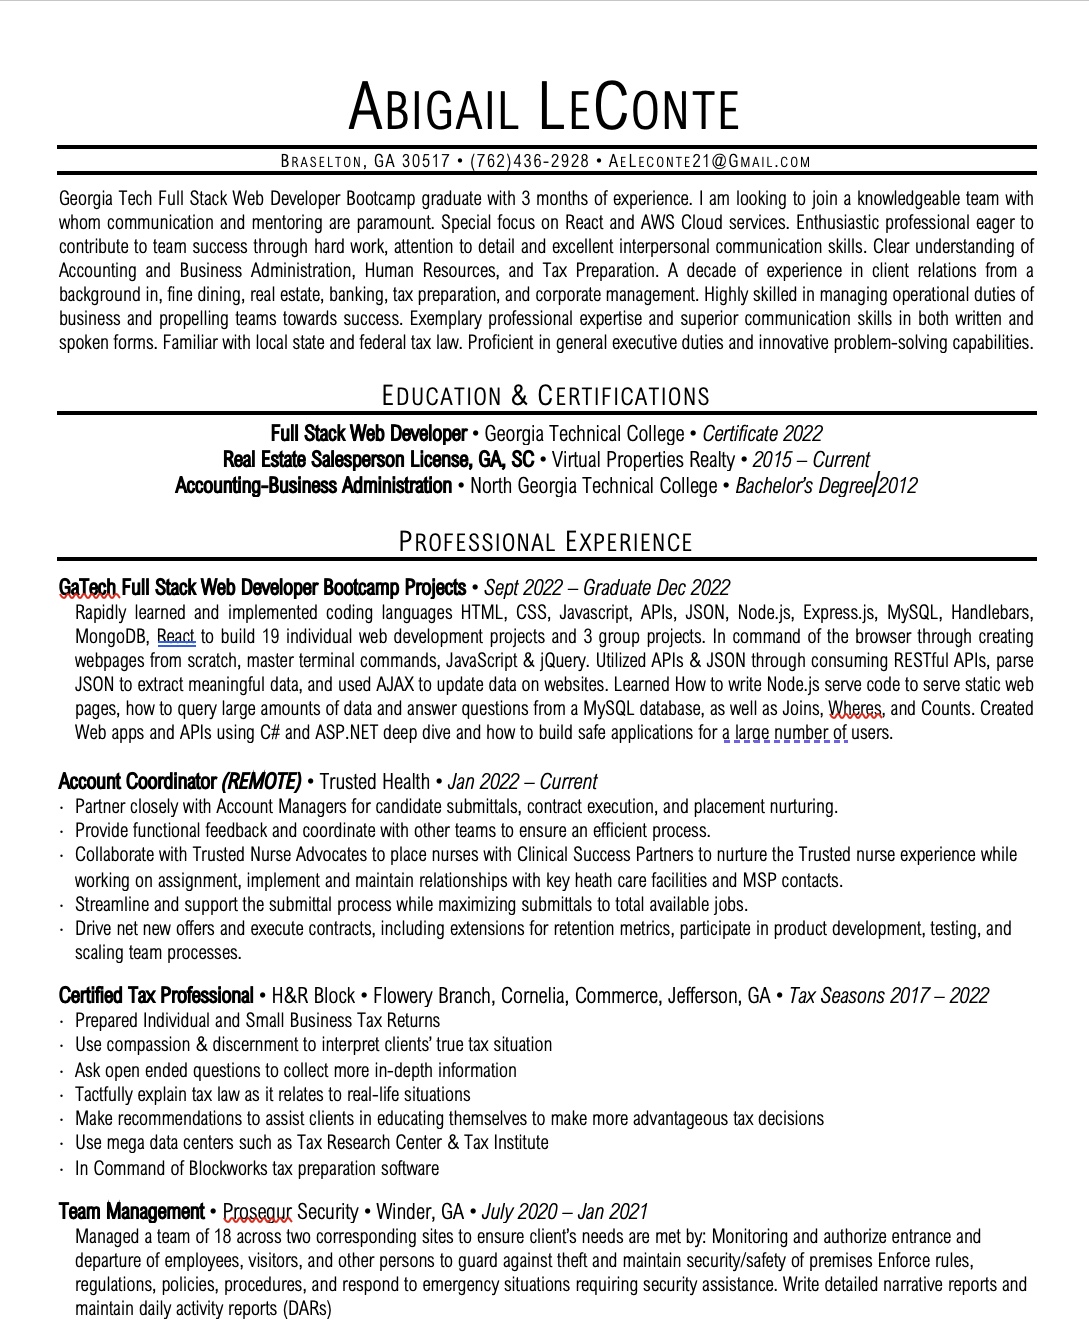 ABIGAIL LECONTE
BRASELTON, GA 30517 • (762)436-2928 • AELECONTE21@GMAIL.COM
Georgia Tech Full Stack Web Developer Bootcamp graduate with 3 months of experience. I am looking to join a knowledgeable team with
whom communication and mentoring are paramount. Special focus on React and AWS Cloud services. Enthusiastic professional eager to
contribute to team success through hard work, attention to detail and excellent interpersonal communication skills. Clear understanding of
Accounting and Business Administration, Human Resources, and Tax Preparation. A decade of experience in client relations from a
background in, fine dining, real estate, banking, tax preparation, and corporate management. Highly skilled in managing operational duties of
business and propelling teams towards success. Exemplary professional expertise and superior communication skills in both written and
spoken forms. Familiar with local state and federal tax law. Proficient in general executive duties and innovative problem-solving capabilities.
EDUCATION & CERTIFICATIONS
Full Stack Web Developer • Georgia Technical College • Certificate 2022
Real Estate Salesperson License, GA, SC • Virtual Properties Realty • 2015 – Current
Accounting-Business Administration • North Georgia Technical College • Bachelor's Degree 2012
PROFESSIONAL EXPERIENCE
GaTech Full Stack Web Developer Bootcamp Projects • Sept 2022 – Graduate Dec 2022
Rapidly learned and implemented coding languages HTML, CSS, Javascript, APIs, JSON, Node.js, Express.js, MySQL, Handlebars,
MongoDB, React to build 19 individual web development projects and 3 group projects. In command of the browser through creating
webpages from scratch, master terminal commands, JavaScript & jQuery. Utilized APIs & JSON through consuming RESTful APIs, parse
JSON to extract meaningful data, and used AJAX to update data on websites. Learned How to write Node.js serve code to serve static web
pages, how to query large amounts of data and answer questions from a MySQL database, as well as Joins, Wheres, and Counts. Created
Web apps and APIs using C# and ASP.NET deep dive and how to build safe applications for a large number of users.
Account Coordinator (REMOTE) • Trusted Health • Jan 2022 – Current
· Partner closely with Account Managers for candidate submittals, contract execution, and placement nurturing.
· Provide functional feedback and coordinate with other teams to ensure an efficient process.
· Collaborate with Trusted Nurse Advocates to place nurses with Clinical Success Partners to nurture the Trusted nurse experience while
working on assignment, implement and maintain relationships with key heath care facilities and MSP contacts.
· Streamline and support the submittal process while maximizing submittals to total available jobs.
· Drive net new offers and execute contracts, including extensions for retention metrics, participate in product development, testing, and
scaling team processes.
Certified Tax Professional • H&R Block • Flowery Branch, Cornelia, Commerce, Jefferson, GA • Tax Seasons 2017 – 2022
· Prepared Individual and Small Business Tax Returns
· Use compassion & discernment to interpret clients' true tax situation
· Ask open ended questions to collect more in-depth information
· Tactfully explain tax law as it relates to real-life situations
· Make recommendations to assist clients in educating themselves to make more advantageous tax decisions
· Use mega data centers such as Tax Research Center & Tax Institute
· In Command of Blockworks tax preparation software
Team Management • Prosegur Security • Winder, GA • July 2020 – Jan 2021
Managed a team of 18 across two corresponding sites to ensure client's needs are met by: Monitoring and authorize entrance and
departure of employees, visitors, and other persons to guard against theft and maintain security/safety of premises Enforce rules,
regulations, policies, procedures, and respond to emergency situations requiring security assistance. Write detailed narrative reports and
maintain daily activity reports (DARs)